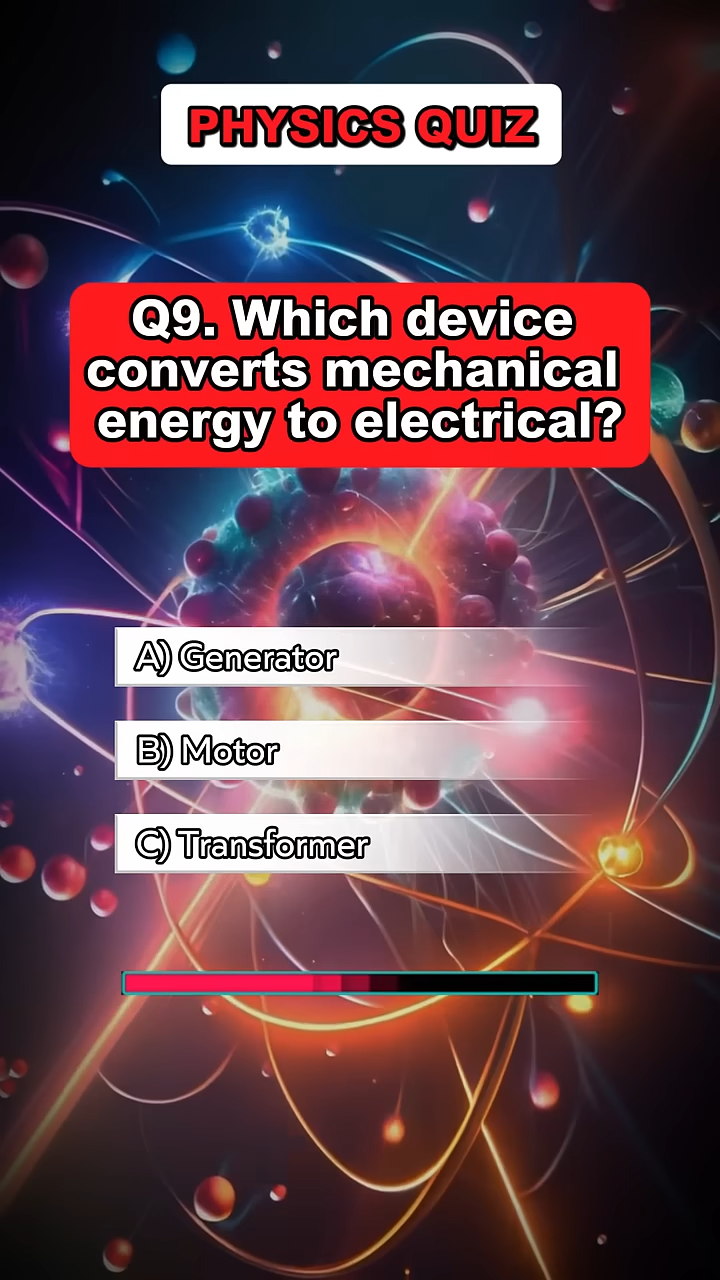 PHYSICS QUIZ
Q9. Which device
converts mechanical
energy to electrical?
A) Generator
B) Motor
C) Transformer